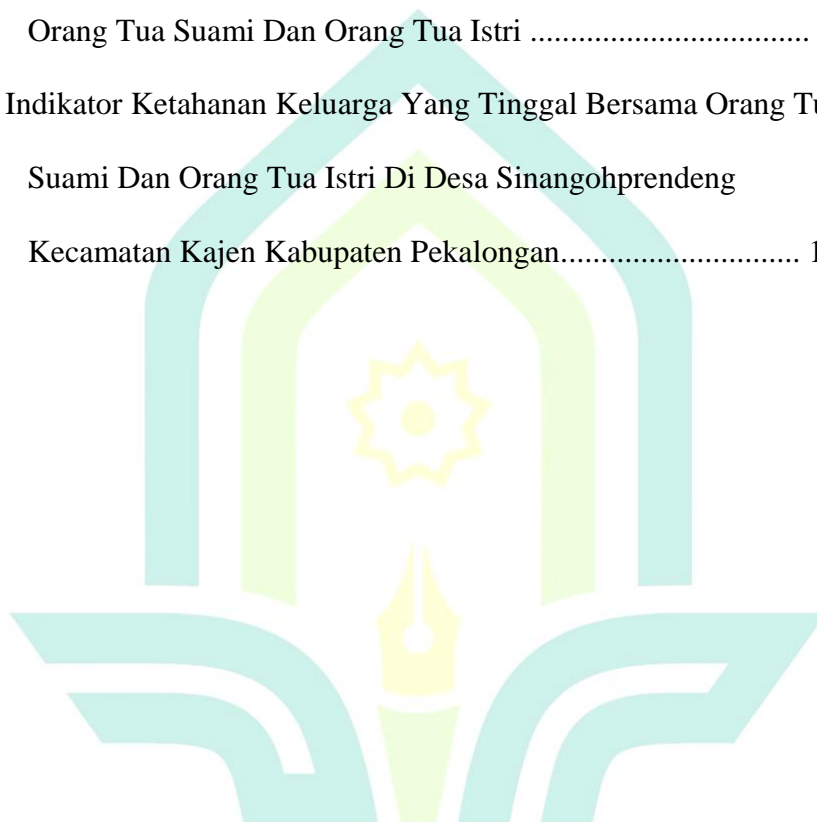 Orang Tua Suami Dan Orang Tua Istri ...................................
Indikator Ketahanan Keluarga Yang Tinggal Bersama Orang
Suami Dan Orang Tua Istri Di Desa Sinangohprendeng
Kecamatan Kajen Kabupaten Pekalongan..............................